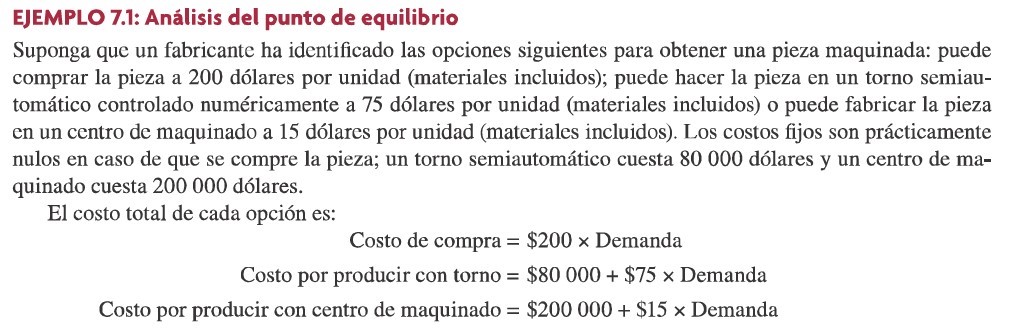 EJEMPLO 7.1: Análisis del punto de equilibrio
Suponga que un fabricante ha identificado las opciones siguientes para obtener una pieza maquinada: puede
comprar la pieza a 200 dólares por unidad (materiales incluidos); puede hacer la pieza en un torno semiau-
tomático controlado numéricamente a 75 dólares por unidad (materiales incluidos) o puede fabricar la pieza
en un centro de maquinado a 15 dólares por unidad (materiales incluidos). Los costos fijos son prácticamente
nulos en caso de que se compre la pieza; un torno semiautomático cuesta 80 000 dólares y un centro de ma-
quinado cuesta 200 000 dólares.
El costo total de cada opción es:
Costo de compra = $200 × Demanda
Costo por producir con torno = $80 000 + $75 × Demanda
Costo por producir con centro de maquinado = $200 000 + $15 × Demanda